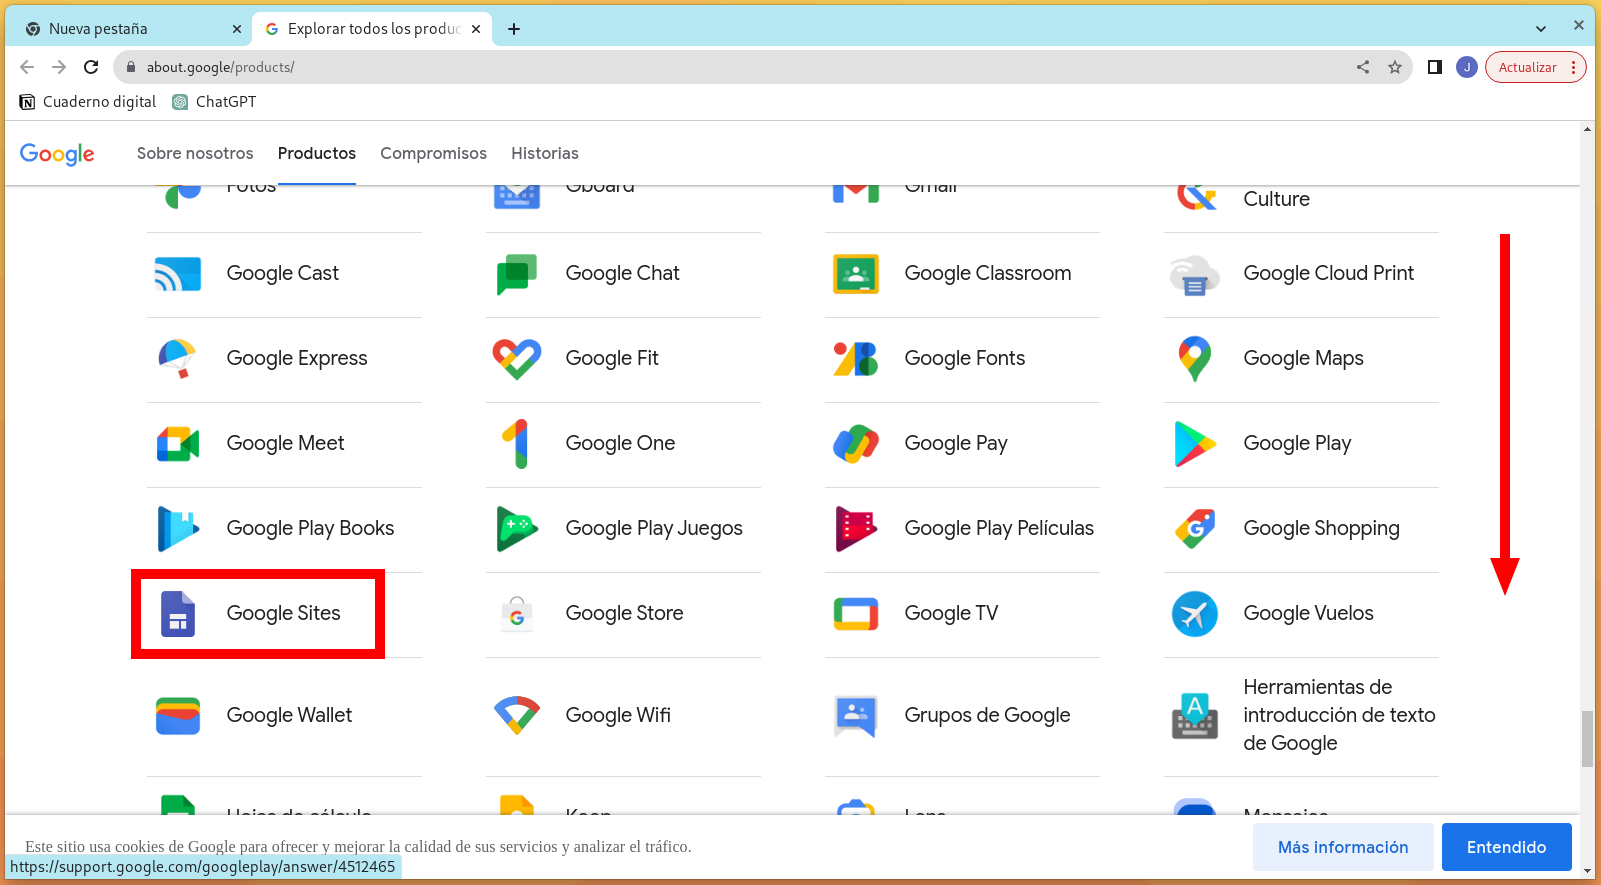 Nueva pestaña
Explorar todos los produc
about.google/products/
J
Actualizar
Cuaderno digital
ChatGPT
Google
Sobre nosotros
Productos
Compromisos
Historias
Fotos
Gboard
Gmail
Culture
Google Cast
Google Chat
Google Classroom
Google Cloud Print
Google Express
Google Fit
Google Fonts
Google Maps
Google Meet
Google One
Google Pay
Google Play
Google Play Books
Google Play Juegos
Google Play Películas
Google Shopping
Google Sites
Google Store
Google TV
Google Vuelos
Google Wallet
Google Wifi
Grupos de Google
Herramientas de
introducción de texto
de Google
Hojas de cálculo
Keep
Lens
Mensajes
Este sitio usa cookies de Google para ofrecer y mejorar la calidad de sus servicios y analizar el tráfico.
Más información
Entendido
https://support.google.com/googleplay/answer/4512465